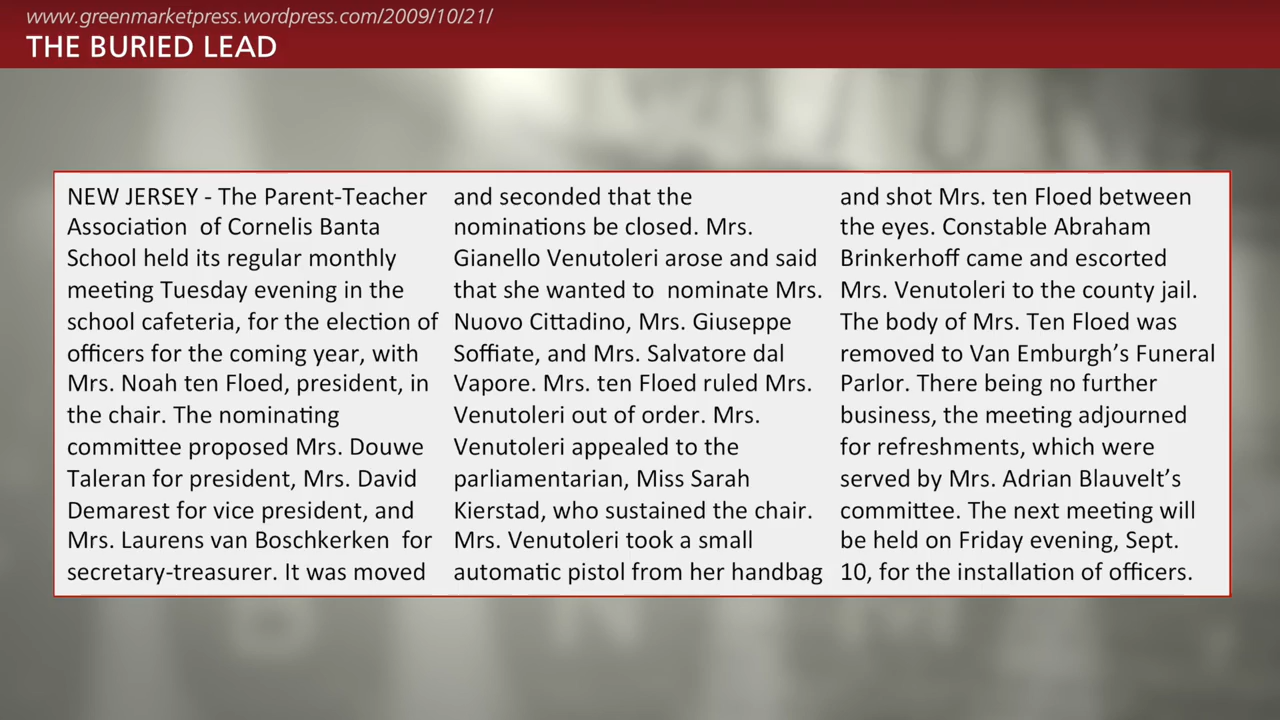 www.greenmarketpress.wordpress.com/2009/10/21/
THE BURIED LEAD
NEW JERSEY - The Parent-Teacher
Association of Cornelis Banta
School held its regular monthly
meeting Tuesday evening in the
school cafeteria, for the election of
officers for the coming year, with
Mrs. Noah ten Floed, president, in
the chair. The nominating
committee proposed Mrs. Douwe
Taleran for president, Mrs. David
Demarest for vice president, and
Mrs. Laurens van Boschkerken for
secretary-treasurer. It was moved
and seconded that the
nominations be closed. Mrs.
Gianello Venutoleri arose and said
that she wanted to nominate Mrs.
Nuovo Cittadino, Mrs. Giuseppe
Soffiate, and Mrs. Salvatore dal
Vapore. Mrs. ten Floed ruled Mrs.
Venutoleri out of order. Mrs.
Venutoleri appealed to the
parliamentarian, Miss Sarah
Kierstad, who sustained the chair.
Mrs. Venutoleri took a small
automatic pistol from her handbag
and shot Mrs. ten Floed between
the eyes. Constable Abraham
Brinkerhoff came and escorted
Mrs. Venutoleri to the county jail.
The body of Mrs. Ten Floed was
removed to Van Emburgh's Funeral
Parlor. There being no further
business, the meeting adjourned
for refreshments, which were
served by Mrs. Adrian Blauvelt's
committee. The next meeting will
be held on Friday evening, Sept.
10, for the installation of officers.